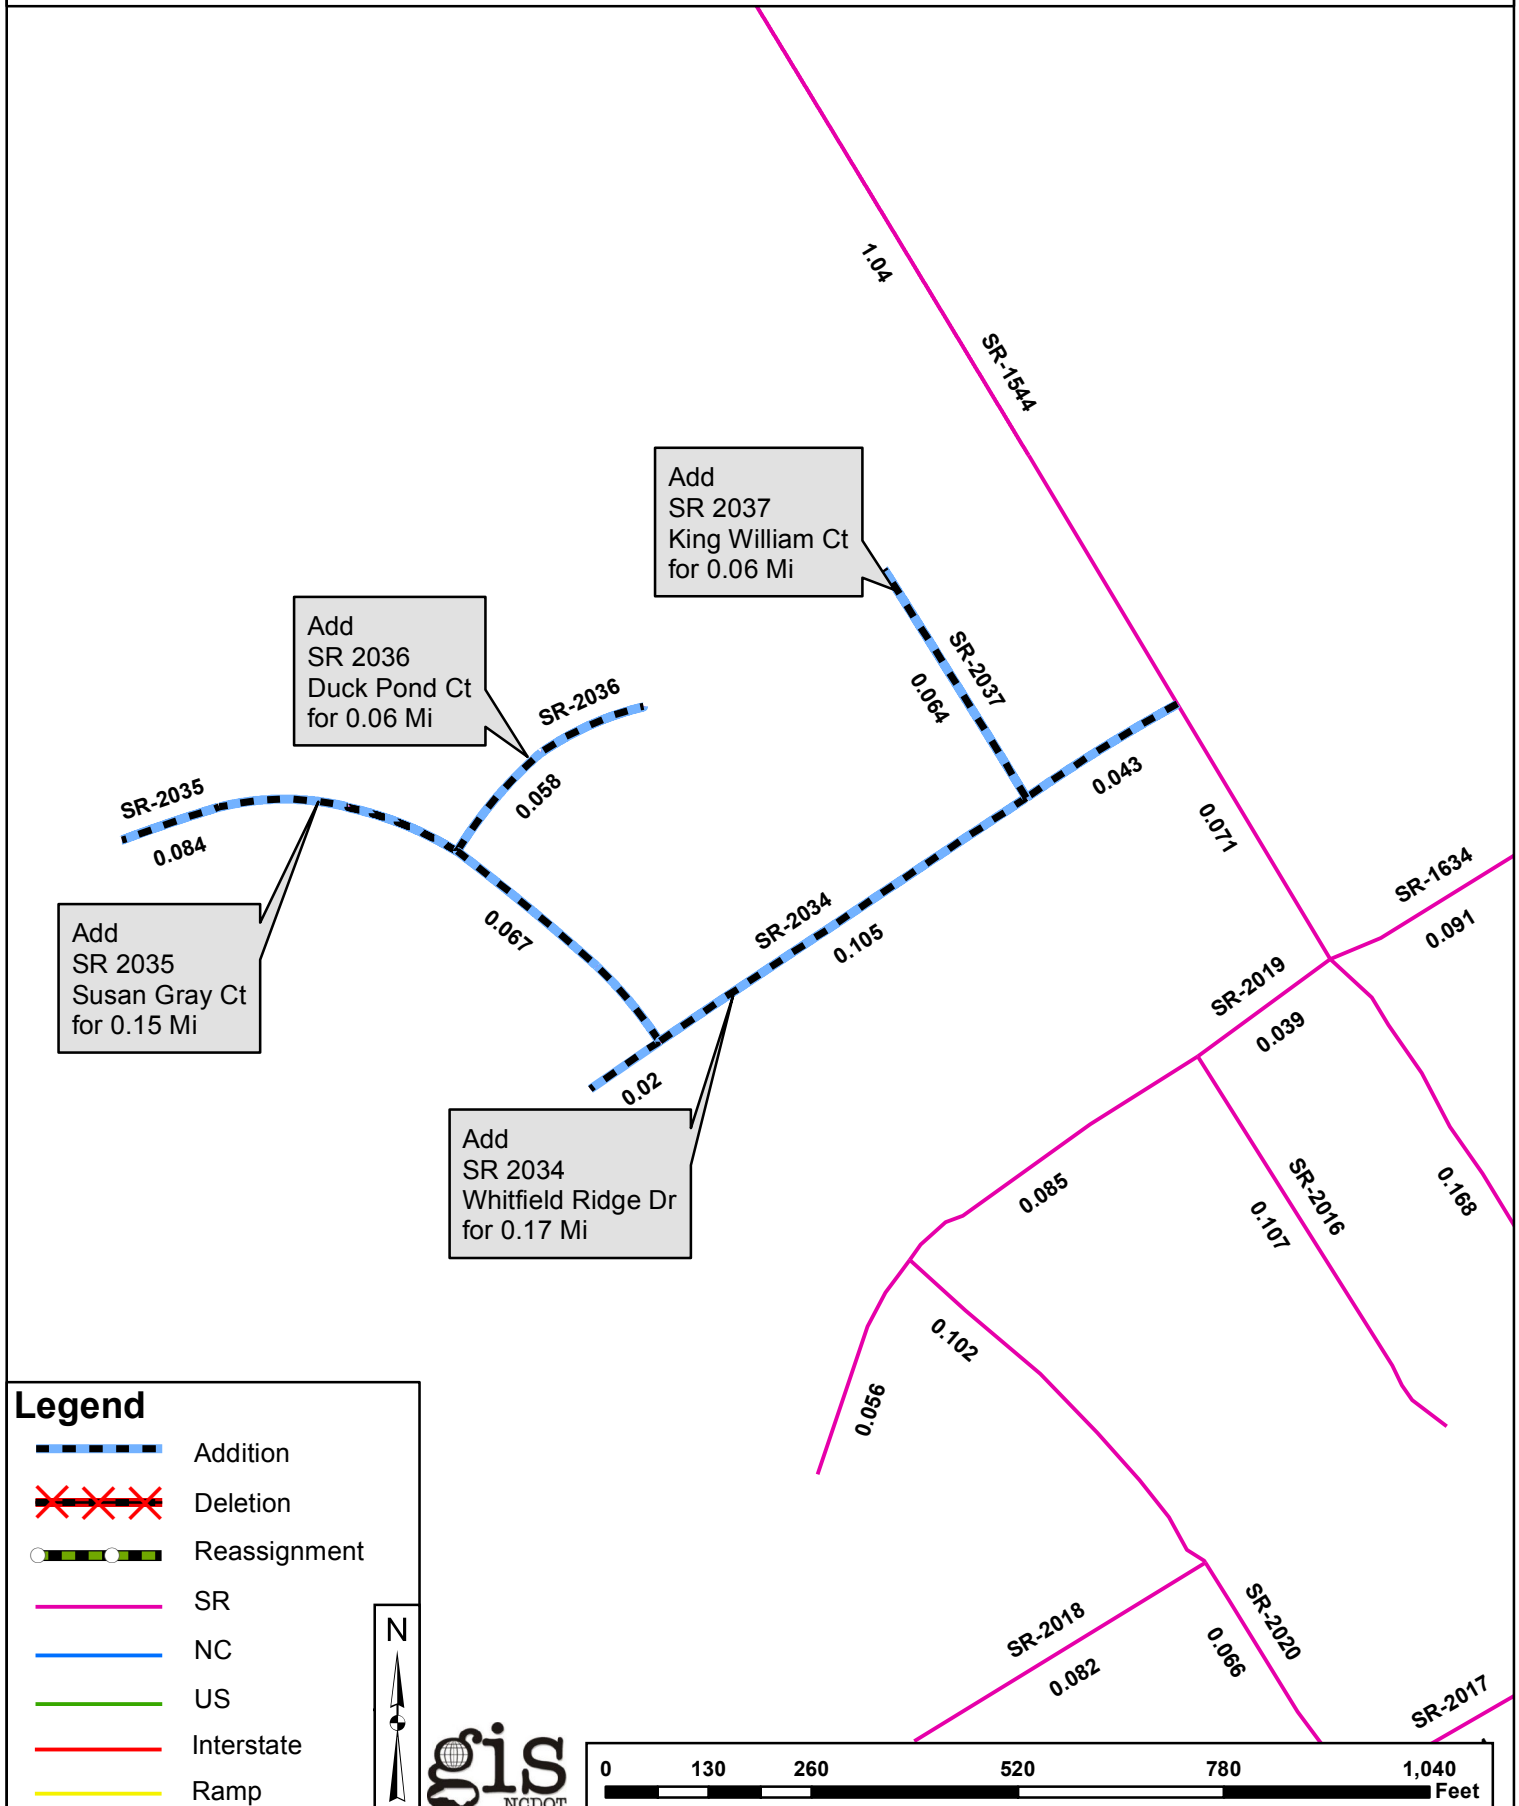 1.04
SR-1544
Add
SR 2037
King William Ct
for 0.06 Mi
Add
SR 2036
Duck Pond Ct
for 0.06 Mi
SR-2037
0.064
SR-2036
0.058
0.043
SR-2035
0.084
0.071
SR-1634
0.091
Add
SR 2035
Susan Gray Ct
for 0.15 Mi
0.067
SR-2034
0.105
SR-2019
0.039
0.02
Add
SR 2034
Whitfield Ridge Dr
for 0.17 Mi
0.085
SR-2016
0.107
0.168
0.102
0.056
SR-2018
0.082
SR-2020
0.066
SR-2017
Legend
Addition
Deletion
Reassignment
SR
NC
US
Interstate
Ramp
N
gis
NCDOT
0 130 260 520 780 1,040
Feet